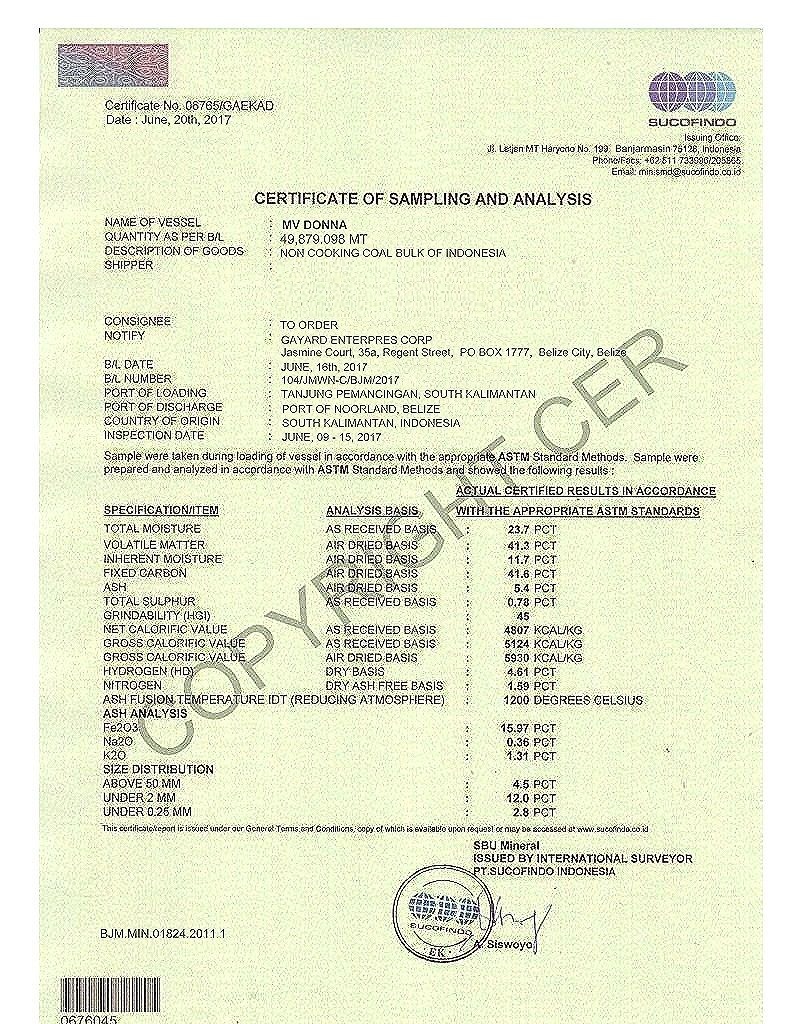 Certificate No. 06765/GAEKAD
Date : June, 20th, 2017
SUCOFINDO
Issuing Office:
Jl. Letjen MT Haryono No. 199, Banjarmasin 75126, Indonesia
Phone/Facs: +62 511 733990/205865
Email: min.smd@sucofindo.co.id
CERTIFICATE OF SAMPLING AND ANALYSIS
NAME OF VESSEL : MV DONNA
QUANTITY AS PER B/L : 49,879.098 MT
DESCRIPTION OF GOODS : NON COOKING COAL BULK OF INDONESIA
SHIPPER :
CONSIGNEE : TO ORDER
NOTIFY : GAYARD ENTERPRES CORP
Jasmine Court, 35a, Regent Street, PO BOX 1777, Belize City, Belize
B/L DATE : JUNE, 16th, 2017
B/L NUMBER : 104/JMWN-C/BJM/2017
PORT OF LOADING : TANJUNG PEMANCINGAN, SOUTH KALIMANTAN
PORT OF DISCHARGE : PORT OF NOORLAND, BELIZE
COUNTRY OF ORIGIN : SOUTH KALIMANTAN, INDONESIA
INSPECTION DATE : JUNE, 09 - 15, 2017
Sample were taken during loading of vessel in accordance with the appropriate ASTM Standard Methods. Sample were
prepared and analyzed in accordance with ASTM Standard Methods and showed the following results :
ACTUAL CERTIFIED RESULTS IN ACCORDANCE
SPECIFICATION/ITEM ANALYSIS BASIS WITH THE APPROPRIATE ASTM STANDARDS
TOTAL MOISTURE AS RECEIVED BASIS : 23.7 PCT
VOLATILE MATTER AIR DRIED BASIS : 41.3 PCT
INHERENT MOISTURE AIR DRIED BASIS : 11.7 PCT
FIXED CARBON AIR DRIED BASIS : 41.6 PCT
ASH AIR DRIED BASIS : 5.4 PCT
TOTAL SULPHUR AS RECEIVED BASIS : 0.78 PCT
GRINDABILITY (HGI) : 45
NET CALORIFIC VALUE AS RECEIVED BASIS : 4807 KCAL/KG
GROSS CALORIFIC VALUE AS RECEIVED BASIS : 5124 KCAL/KG
GROSS CALORIFIC VALUE AIR DRIED BASIS : 5930 KCAL/KG
HYDROGEN (HD) DRY BASIS : 4.61 PCT
NITROGEN DRY ASH FREE BASIS : 1.59 PCT
ASH FUSION TEMPERATURE IDT (REDUCING ATMOSPHERE) : 1200 DEGREES CELSIUS
ASH ANALYSIS
Fe2O3 : 15.97 PCT
Na2O : 0.36 PCT
K2O : 1.31 PCT
SIZE DISTRIBUTION
ABOVE 50 MM : 4.5 PCT
UNDER 2 MM : 12.0 PCT
UNDER 0.25 MM : 2.8 PCT
This certificate/report is issued under our General Terms and Conditions, copy of which is available upon request or may be accessed at www.sucofindo.co.id
SBU Mineral
ISSUED BY INTERNATIONAL SURVEYOR
PT.SUCOFINDO INDONESIA
SUCOFINDO
· EK ·
A. Siswoyo
BJM.MIN.01824.2011.1
0676045
COPYRIGHT CER